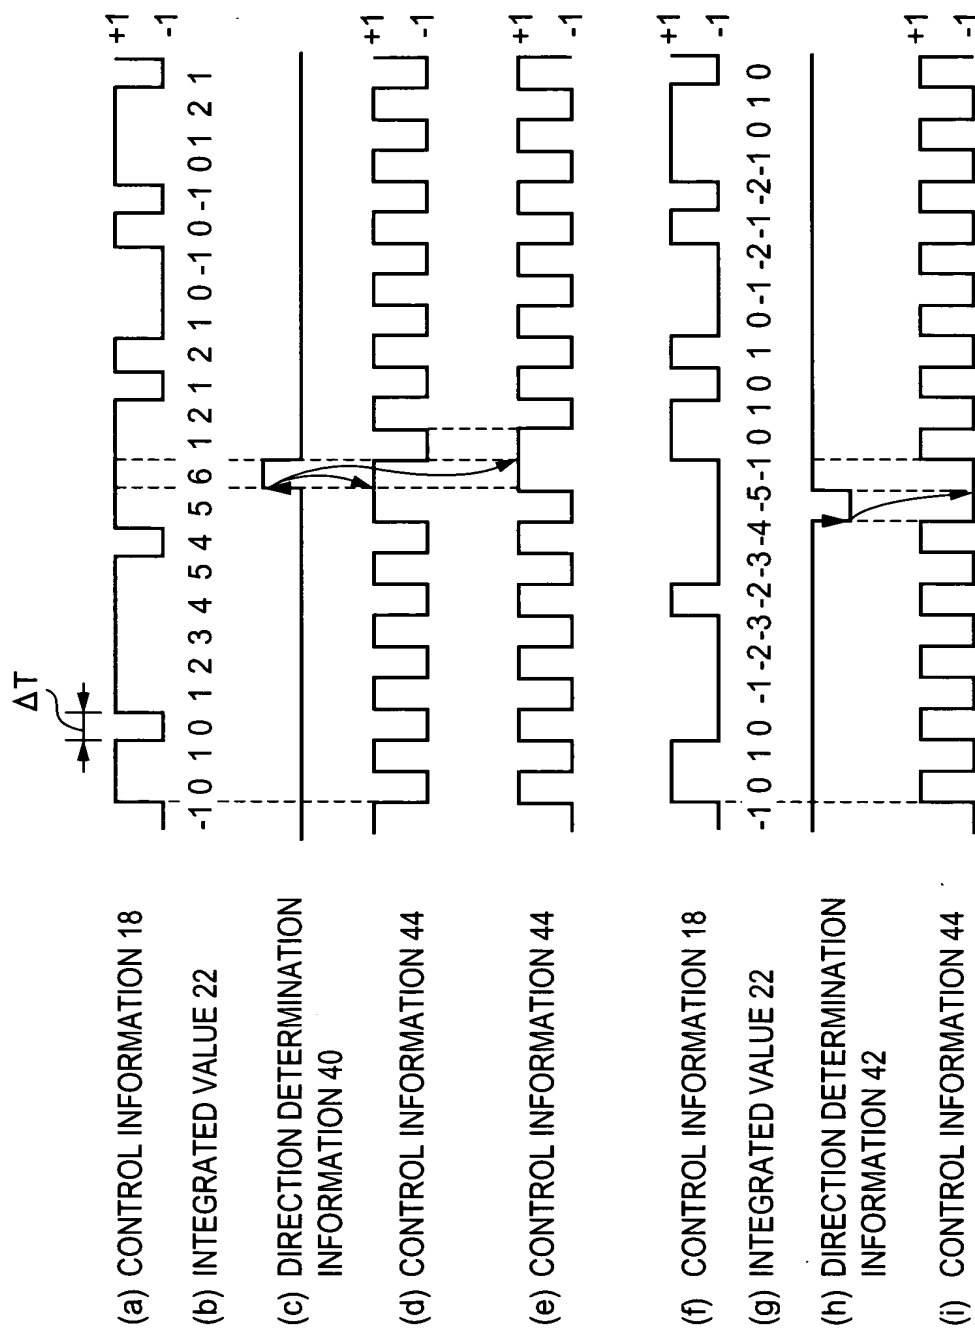 ΔT
(a) CONTROL INFORMATION 18
+1
-1
(b) INTEGRATED VALUE 22
-1 0 1 0 1 2 3 4 5 4 5 6 1 2 1 2 1 0 -1 0 -1 0 1 2 1
(c) DIRECTION DETERMINATION
INFORMATION 40
(d) CONTROL INFORMATION 44
+1
-1
(e) CONTROL INFORMATION 44
+1
-1
(f) CONTROL INFORMATION 18
+1
-1
(g) INTEGRATED VALUE 22
-1 0 1 0 -1 -2 -3 -2 -3 -4 -5 -1 0 1 0 1 0 -1 -2 -1 -2 -1 0 1 0
(h) DIRECTION DETERMINATION
INFORMATION 42
(i) CONTROL INFORMATION 44
+1
-1